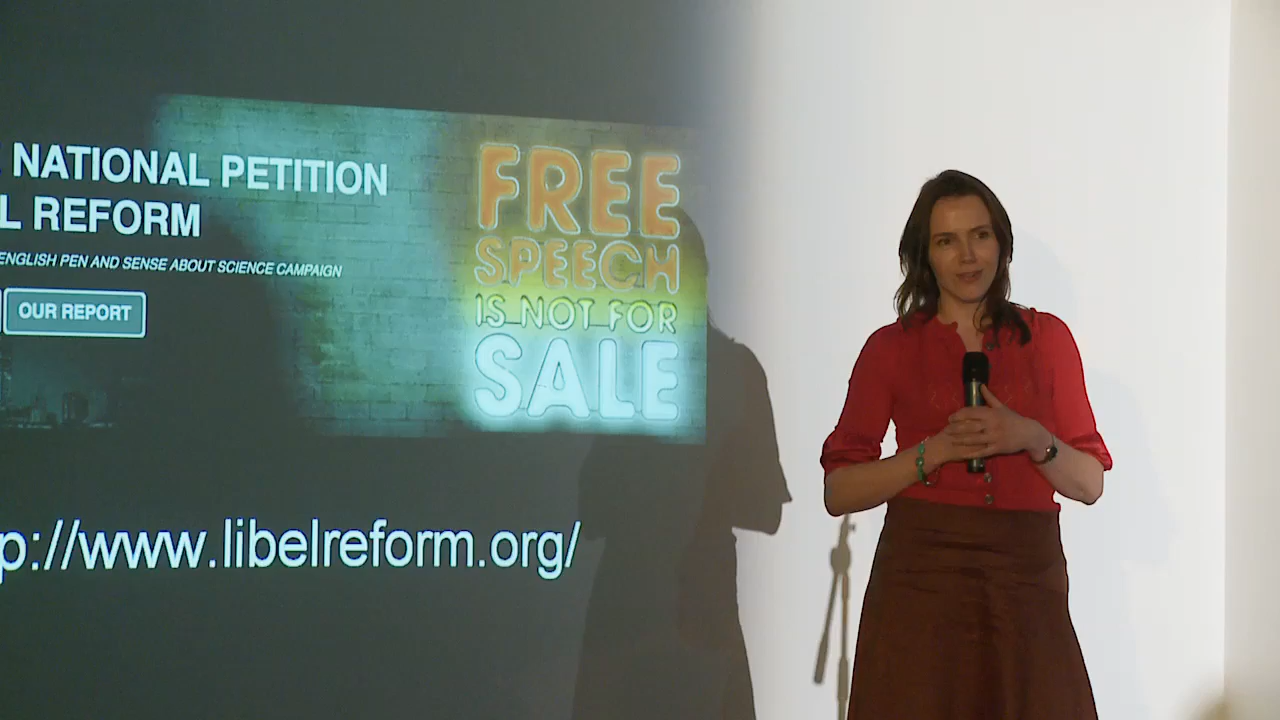 NATIONAL PETITION
L REFORM
ENGLISH PEN AND SENSE ABOUT SCIENCE CAMPAIGN
OUR REPORT
FREE
SPEECH
IS NOT FOR
SALE
p://www.libelreform.org/